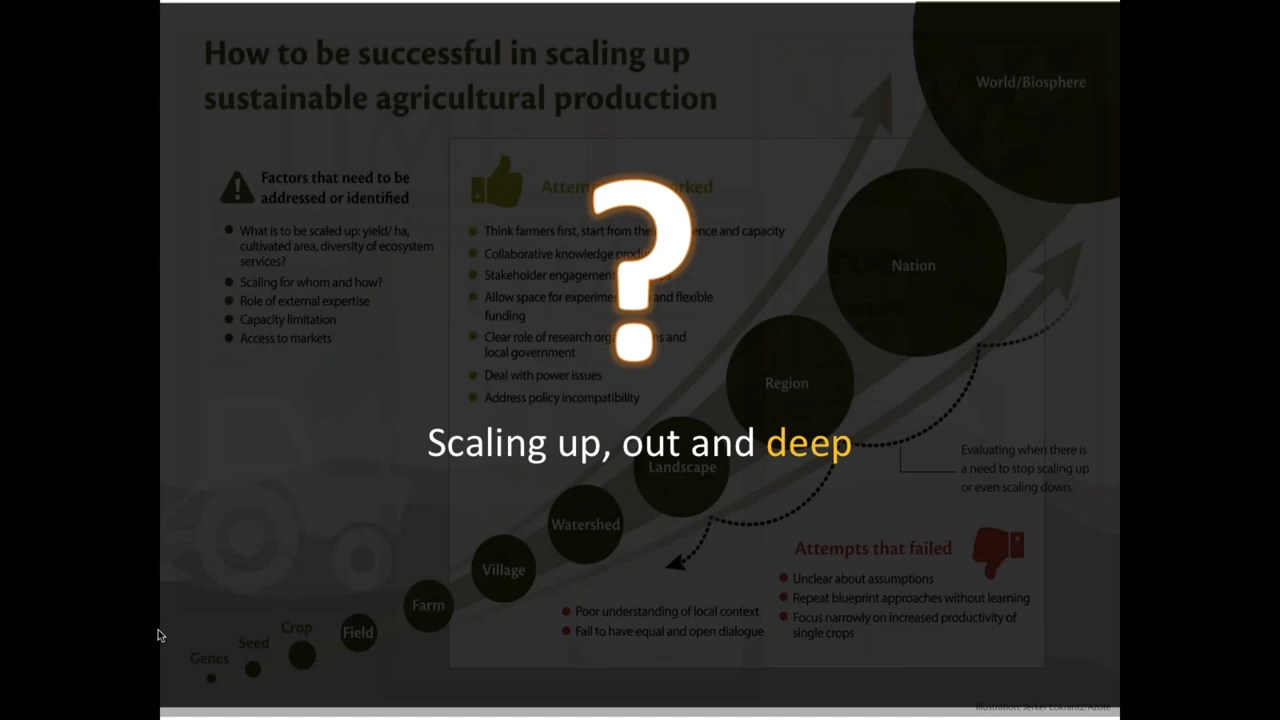 How to be successful in scaling up
sustainable agricultural production
World/Biosphere
Factors that need to be
addressed or identified
What is to be scaled up: yield/ ha,
cultivated area, diversity of ecosystem
services?
Scaling for whom and how?
Role of external expertise
Capacity limitation
Access to markets
?
Think farmers first, start from and capacity
Collaborative knowledge
Stakeholder engagement
Allow space for and flexible
funding
Clear role of research and
local government
Deal with power issues
Address policy incompatibility
Nation
Region
Scaling up, out and deep
Landscape
Watershed
Village
Farm
Field
Crop
Seed
Genes
Evaluating when there is
a need to stop scaling up
or even scaling down.
Attempts that failed
Unclear about assumptions
Repeat blueprint approaches without learning
Focus narrowly on increased productivity of
single crops
Poor understanding of local context
Fail to have equal and open dialogue
Illustration: Jerker Lokrantz/Azote